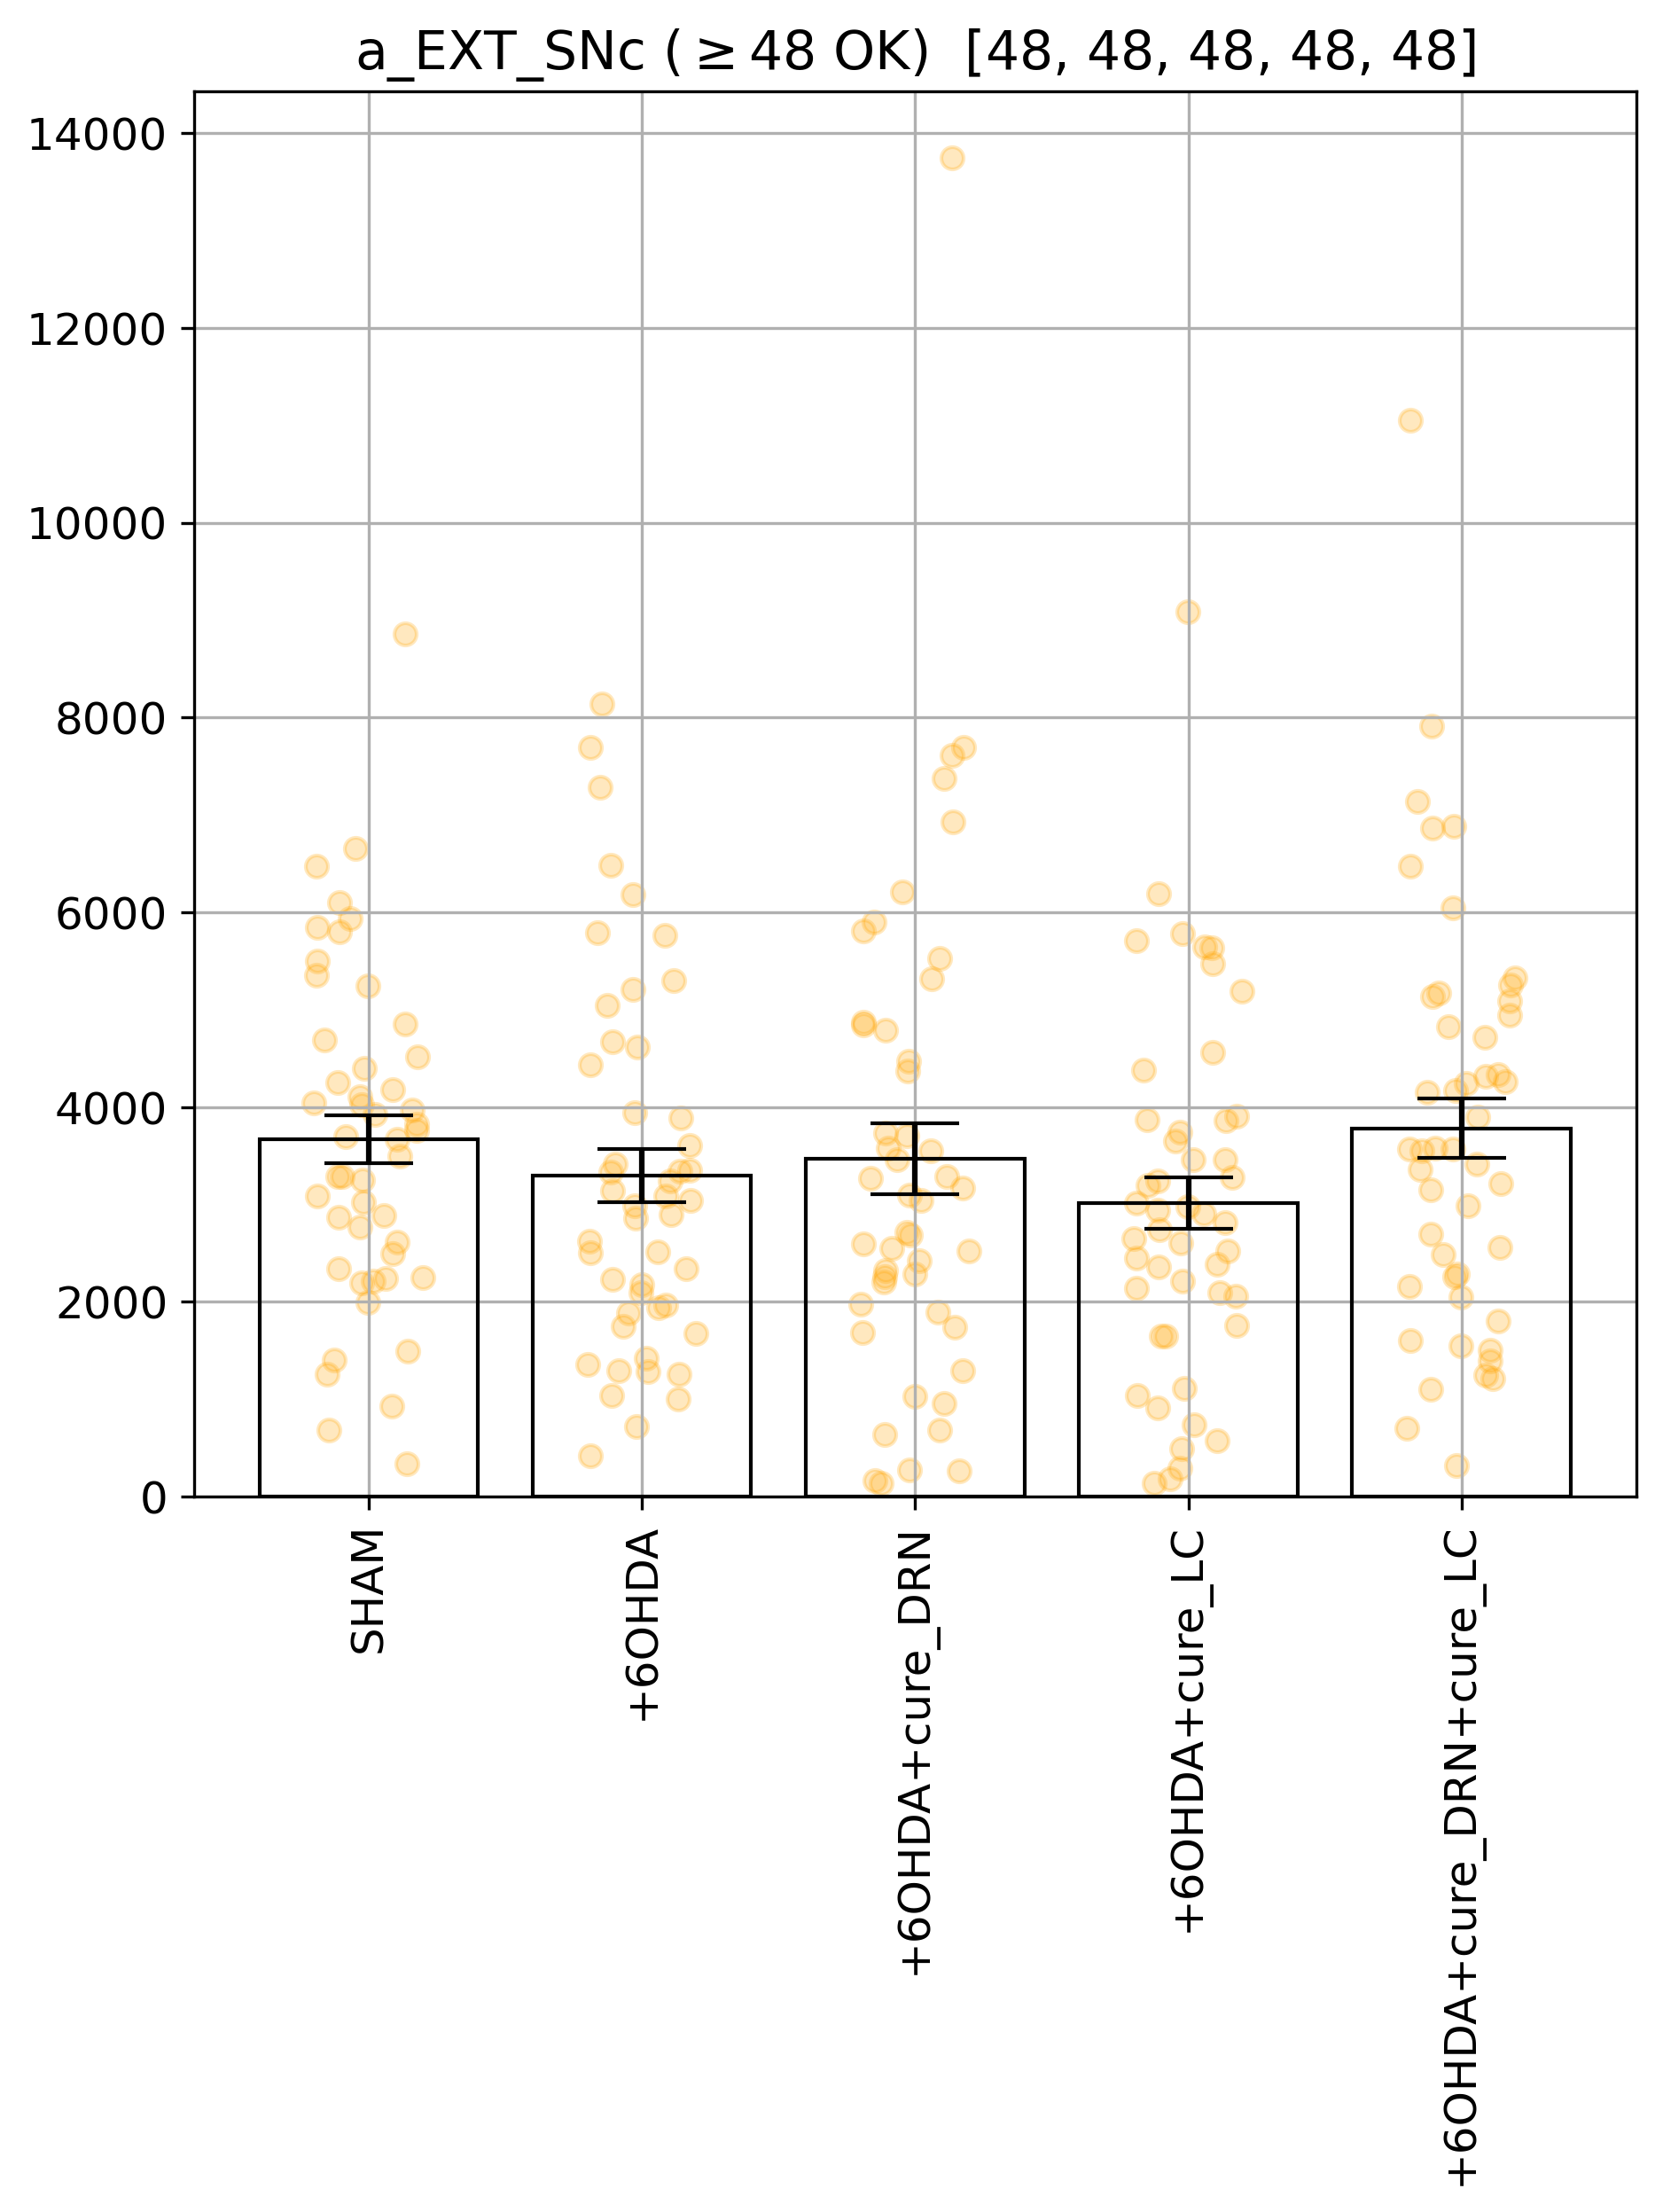 a_EXT_SNc (≥48 OK) [48, 48, 48, 48, 48]
14000
12000
10000
8000
6000
4000
2000
0
SHAM
+6OHDA
+6OHDA+cure_DRN
+6OHDA+cure_LC
+6OHDA+cure_DRN+cure_LC